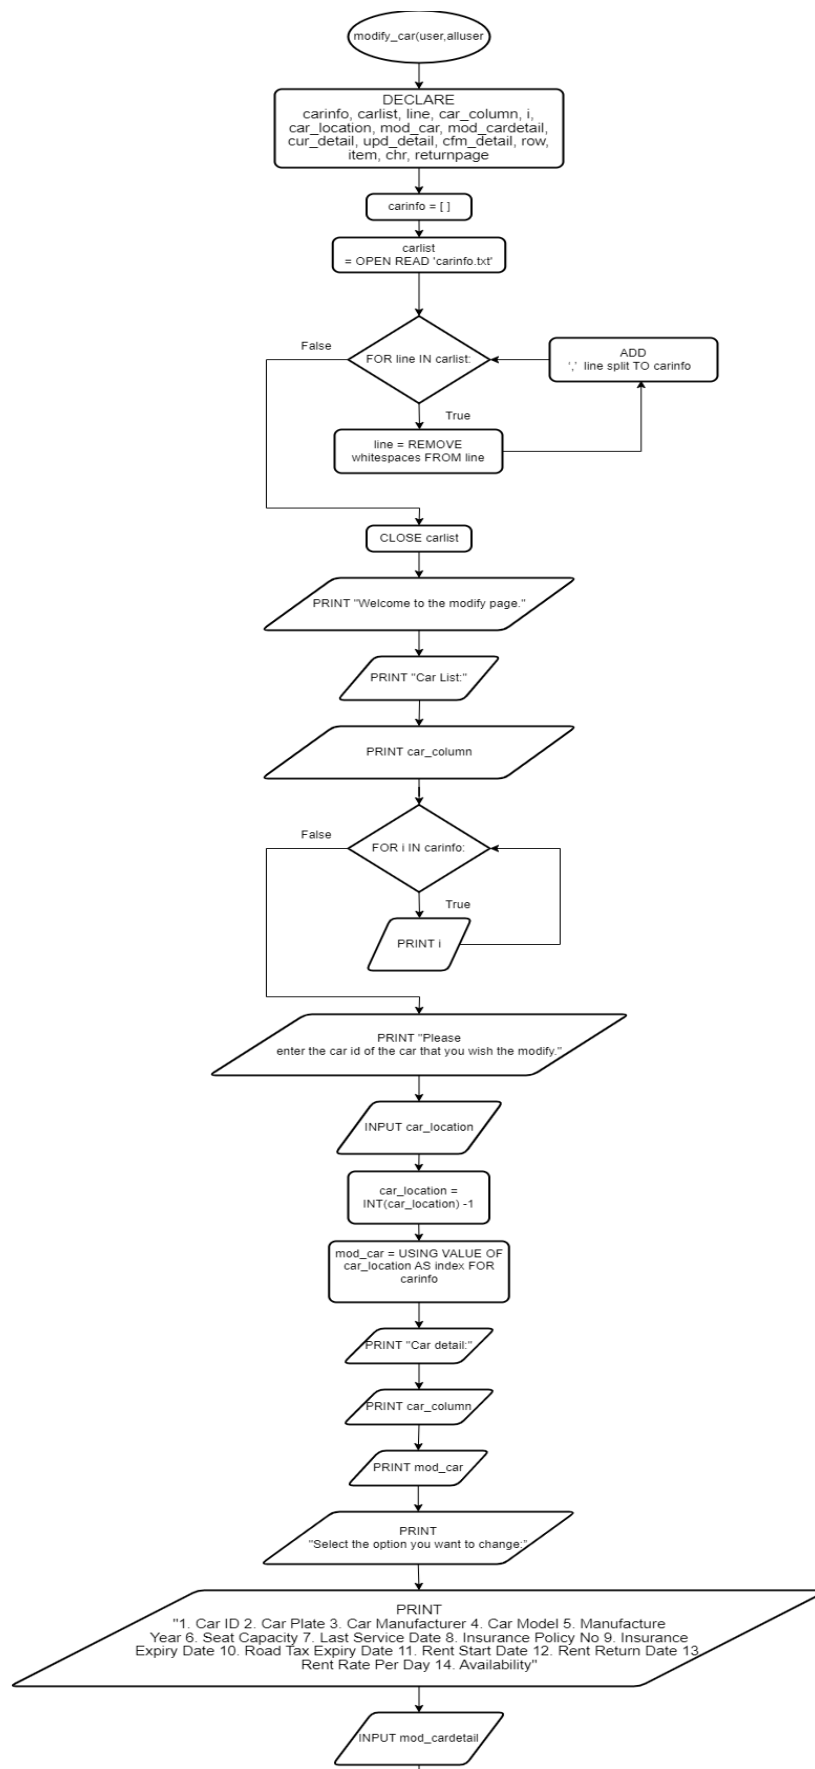 modify_car(user,alluser
DECLARE
carinfo, carlist, line, car_column, i,
car_location, mod_car, mod_cardetail,
cur_detail, upd_detail, cfm_detail, row,
item, chr, returnpage
carinfo = [ ]
carlist
= OPEN READ 'carinfo.txt'
False
FOR line IN carlist:
ADD
',' line split TO carinfo
True
line = REMOVE
whitespaces FROM line
CLOSE carlist
PRINT "Welcome to the modify page."
PRINT "Car List:"
PRINT car_column
False
FOR i IN carinfo:
True
PRINT i
PRINT "Please
enter the car id of the car that you wish the modify."
INPUT car_location
car_location =
INT(car_location) -1
mod_car = USING VALUE OF
car_location AS index FOR
carinfo
PRINT "Car detail:"
PRINT car_column
PRINT mod_car
PRINT
"Select the option you want to change:"
PRINT
"1. Car ID 2. Car Plate 3. Car Manufacturer 4. Car Model 5. Manufacture
Year 6. Seat Capacity 7. Last Service Date 8. Insurance Policy No 9. Insurance
Expiry Date 10. Road Tax Expiry Date 11. Rent Start Date 12. Rent Return Date 13.
Rent Rate Per Day 14. Availability"
INPUT mod_cardetail